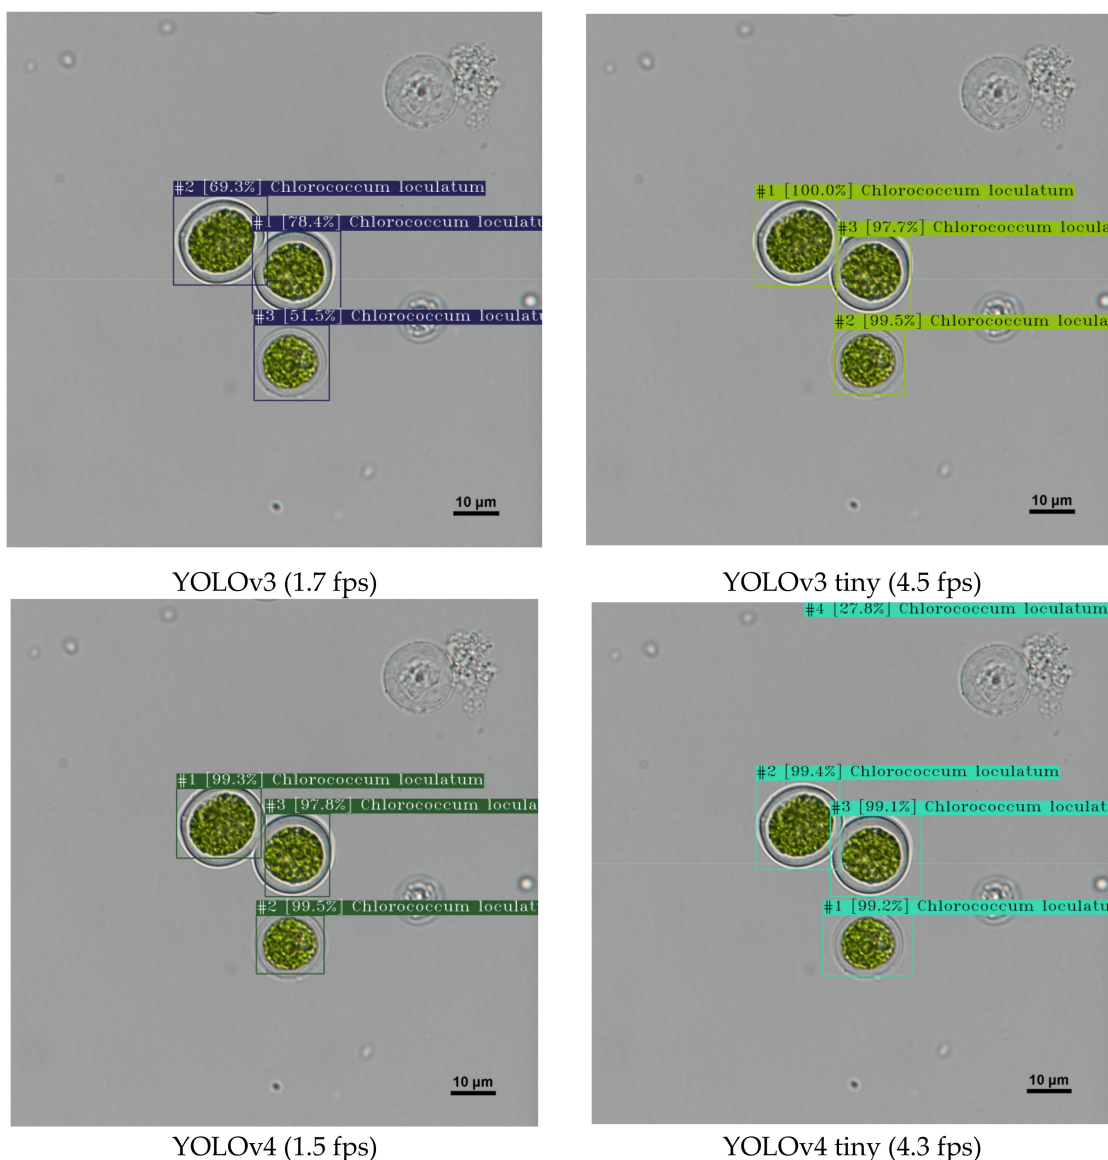 #2 [69.3%] Chlorococcum loculatum
#1 [78.4%] Chlorococcum loculatu
#3 [51.5%] Chlorococcum loculatu
10 µm
YOLOv3 (1.7 fps)
#1 [100.0%] Chlorococcum loculatum
#3 [97.7%] Chlorococcum locula
#2 [99.5%] Chlorococcum locula
10 µm
YOLOv3 tiny (4.5 fps)
#1 [99.3%] Chlorococcum loculatum
#3 [97.8%] Chlorococcum locula
#2 [99.5%] Chlorococcum loculat
10 µm
YOLOv4 (1.5 fps)
#4 [27.8%] Chlorococcum loculatum
#2 [99.4%] Chlorococcum loculatum
#3 [99.1%] Chlorococcum loculat
#1 [99.2%] Chlorococcum loculatu
10 µm
YOLOv4 tiny (4.3 fps)